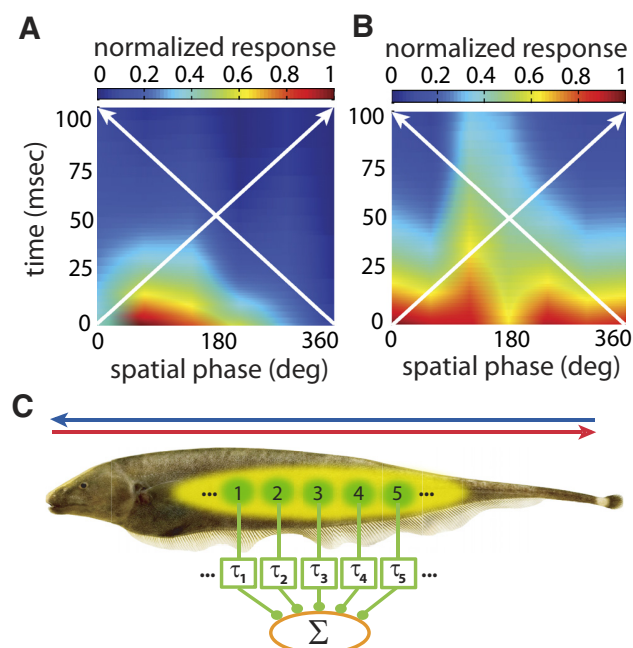 A
normalized response
0 0.2 0.4 0.6 0.8 1
100
75
50
25
0
time (msec)
0 180 360
spatial phase (deg)
B
normalized response
0 0.2 0.4 0.6 0.8 1
100
75
50
25
0
0 180 360
spatial phase (deg)
C
... 1 2 3 4 5 ...
... τ1 τ2 τ3 τ4 τ5 ...
Σ